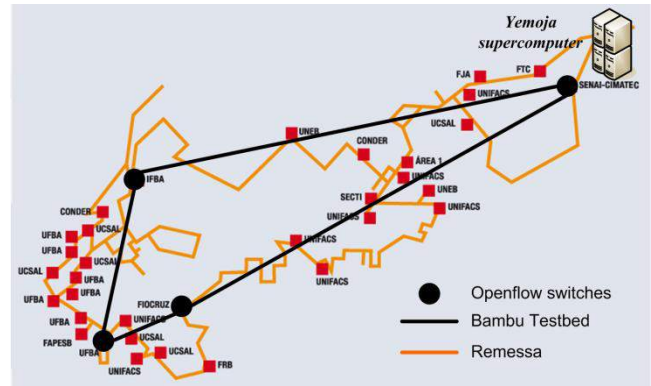 Yemoja
supercomputer
FTC
FJA
SENAI-CIMATEC
UNIFACS
UCSAL
UNEB
CONDER
ÁREA 1
UNIFACS
IFBA
UNEB
SECTI
UNIFACS
UNIFACS
CONDER
UFBA
UCSAL
UFBA
UNIFACS
UCSAL
UCSAL
UFBA
UNIFACS
UFBA
UFBA
FIOCRUZ
Openflow switches
UFBA
UNIFACS
Bambu Testbed
FAPESB
UCSAL
UFBA
UCSAL
Remessa
UNIFACS
FRB